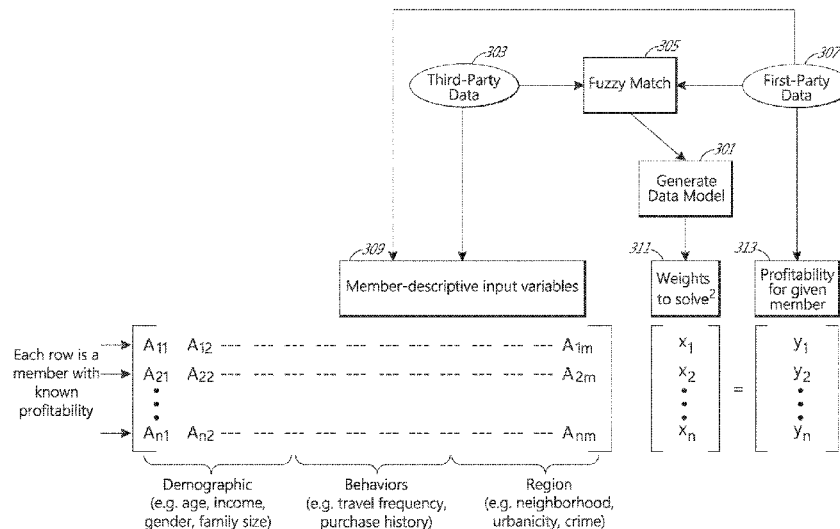 303
305
307
Third-Party
Data
Fuzzy Match
First-Party
Data
301
Generate
Data Model
309
311
313
Member-descriptive input variables
Weights
to solve²
Profitability
for given
member
Each row is a
member with
known
profitability
A11 A12 A1m
A21 A22 A2m
An1 An2 Anm
x1
x2
xn
=
y1
y2
yn
Demographic
(e.g. age, income,
gender, family size)
Behaviors
(e.g. travel frequency,
purchase history)
Region
(e.g. neighborhood,
urbanicity, crime)